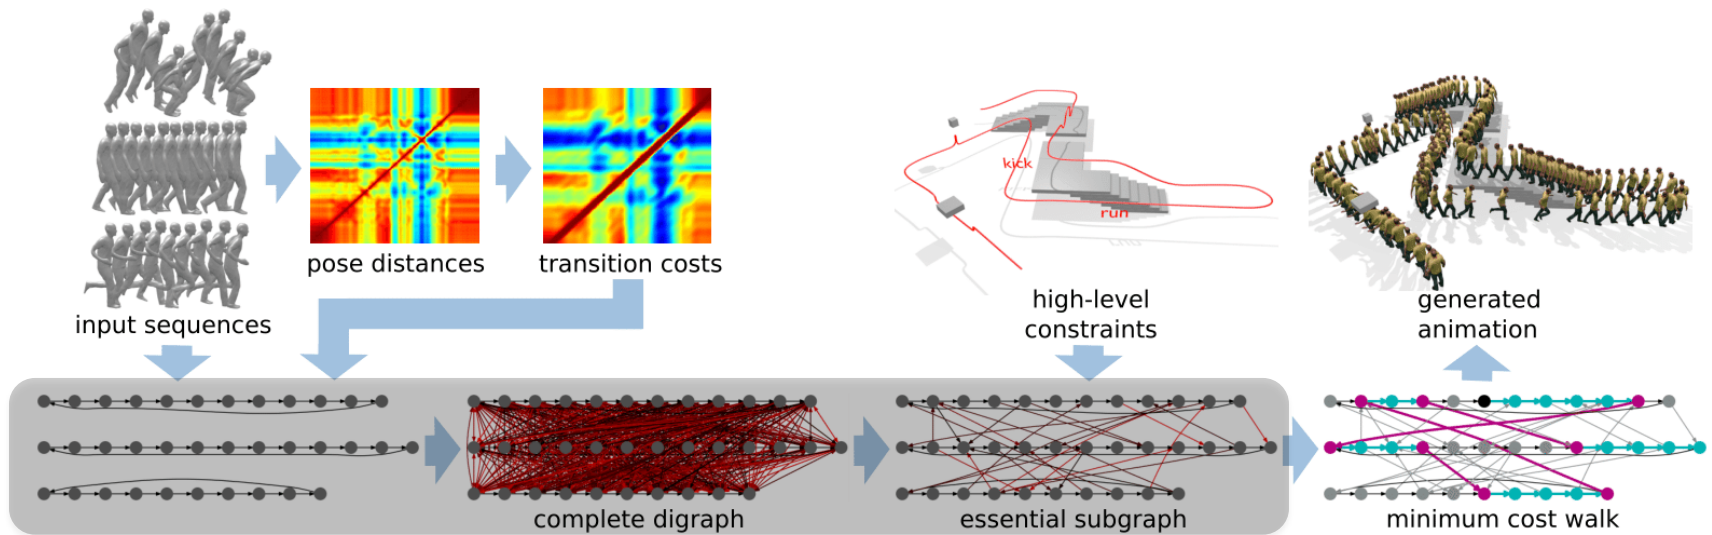 pose distances
transition costs
input sequences
kick
run
high-level
constraints
generated
animation
complete digraph
essential subgraph
minimum cost walk